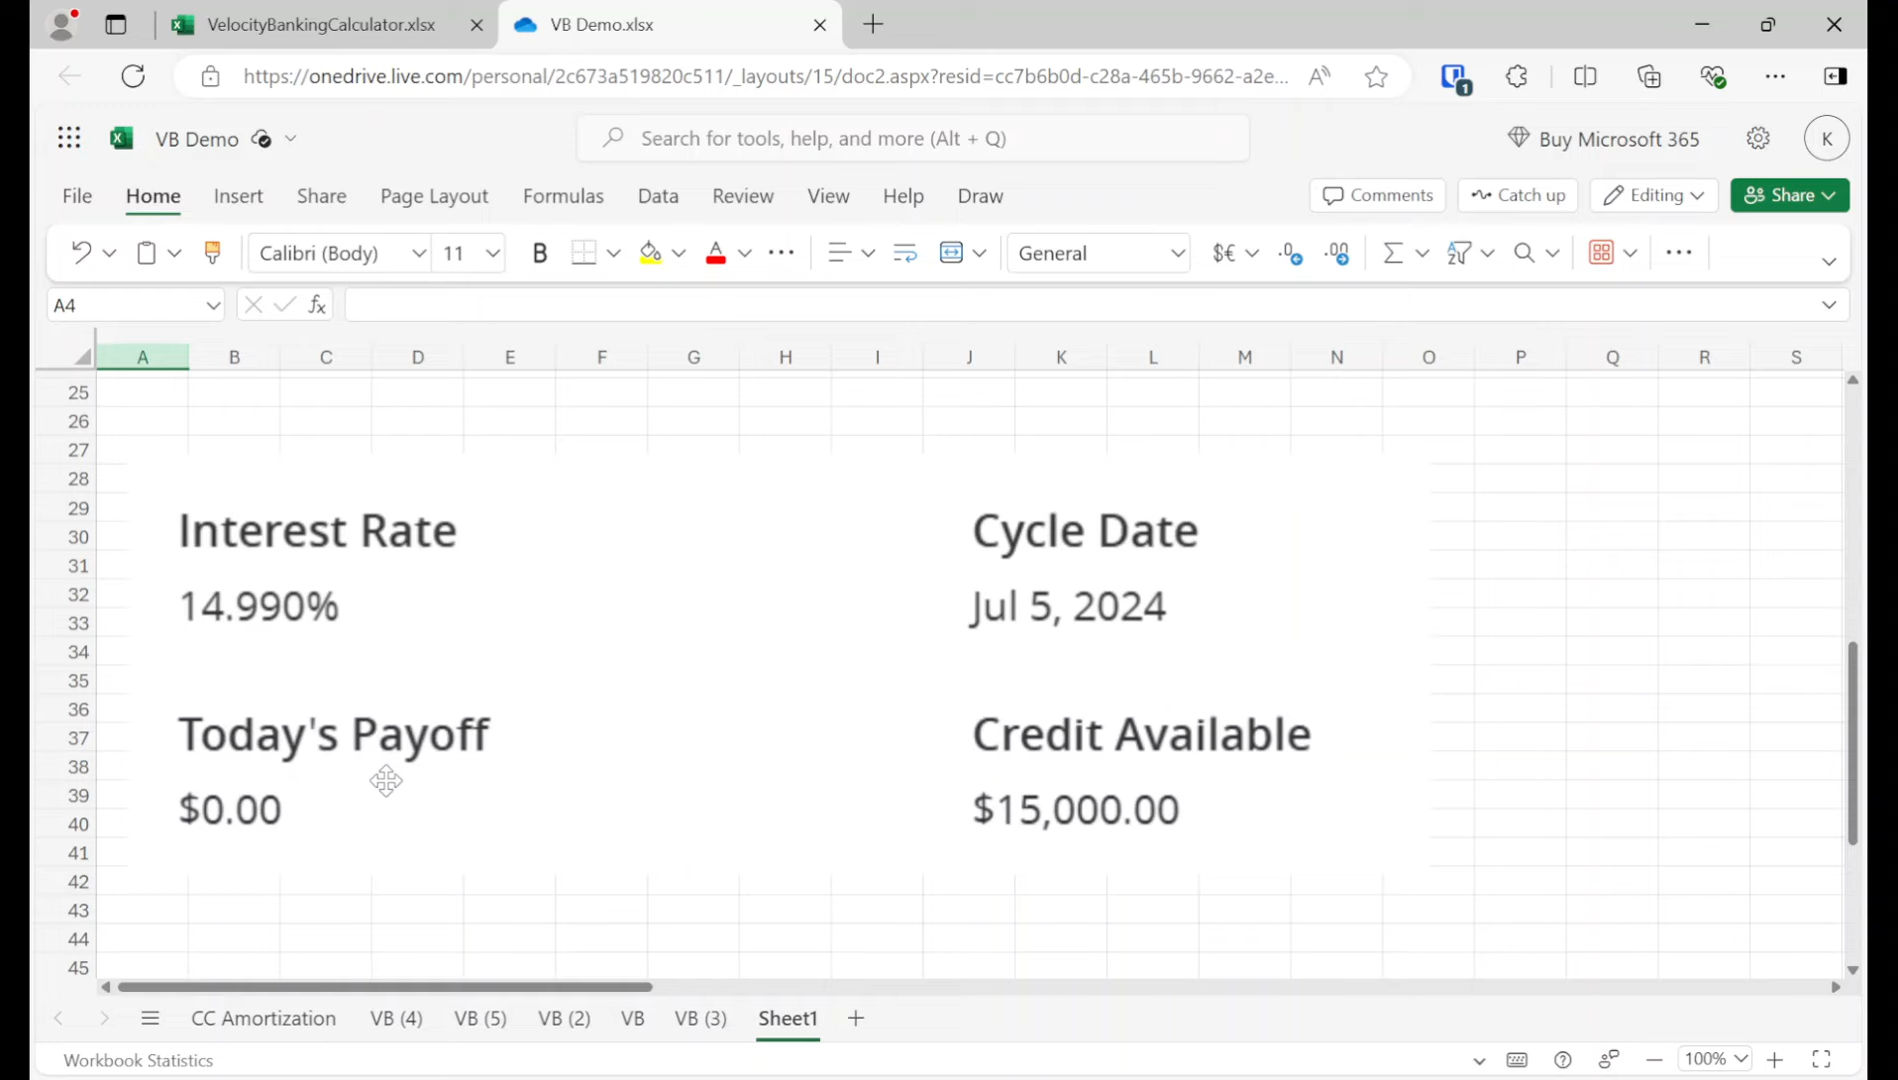 VelocityBankingCalculator.xlsx
VB Demo.xlsx
https://onedrive.live.com/personal/2c673a519820c511/_layouts/15/doc2.aspx?resid=cc7b6b0d-c28a-465b-9662-a2e...
1
VB Demo
Search for tools, help, and more (Alt + Q)
Buy Microsoft 365
K
File Home Insert Share Page Layout Formulas Data Review View Help Draw
Comments Catch up Editing Share
Calibri (Body) 11 B A General $€ .0 .00
A4 fx
A B C D E F G H I J K L M N O P Q R S
25
26
27
28
29
30
31
32
33
34
35
36
37
38
39
40
41
42
43
44
45
Interest Rate Cycle Date
14.990% Jul 5, 2024
Today's Payoff Credit Available
$0.00 $15,000.00
CC Amortization VB (4) VB (5) VB (2) VB VB (3) Sheet1
Workbook Statistics 100%